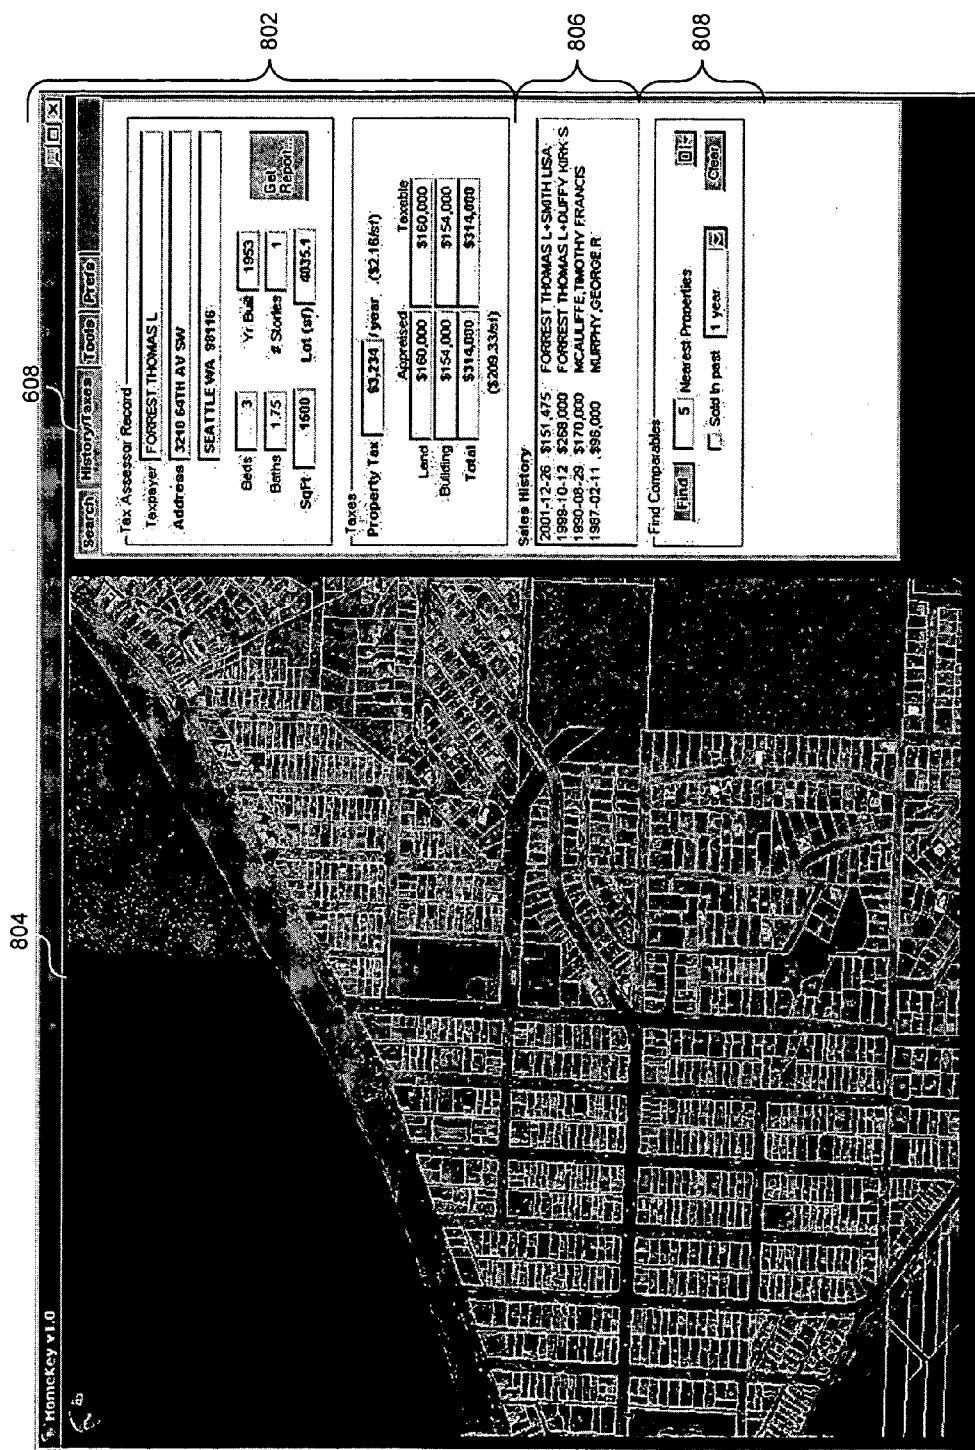 804
608
802
806
808
HomeKey v1.0
Search History/Taxes Tools Prefs
Tax Assessor Record
Taxpayer FORREST THOMAS L
Address 3218 64TH AV SW
SEATTLE WA 98116
Beds 3 Yr Built 1953
Baths 1.75 # Stories 1
SqFt 1500 Lot (sf) 4035.1
Get Report
Taxes
Property Tax $3,234 / year ($2.16/sf)
Appraised Taxable
Land $160,000 $160,000
Building $154,000 $154,000
Total $314,000 $314,000
($209.33/sf)
Sales History
2001-12-26 $151,475 FORREST THOMAS L+SMITH LISA
$268,000 FORREST THOMAS L+DUFFY KIRK S
1990-08-29 $170,000 MCAULIFFE,TIMOTHY FRANCIS
1987-02-11 $96,000 MURPHY,GEORGE R
Find Comparables
Find 5 Nearest Properties
Sold in past 1 year Clear